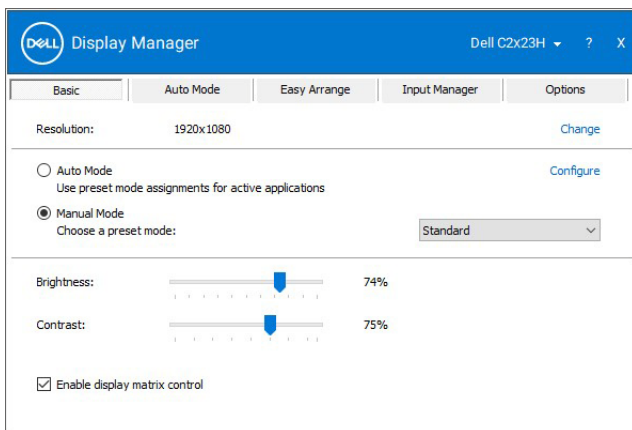 DELL Display Manager Dell C2x23H ? X
Basic Auto Mode Easy Arrange Input Manager Options
Resolution: 1920x1080 Change
Auto Mode Configure
Use preset mode assignments for active applications
Manual Mode
Choose a preset mode: Standard
Brightness: 74%
Contrast: 75%
Enable display matrix control